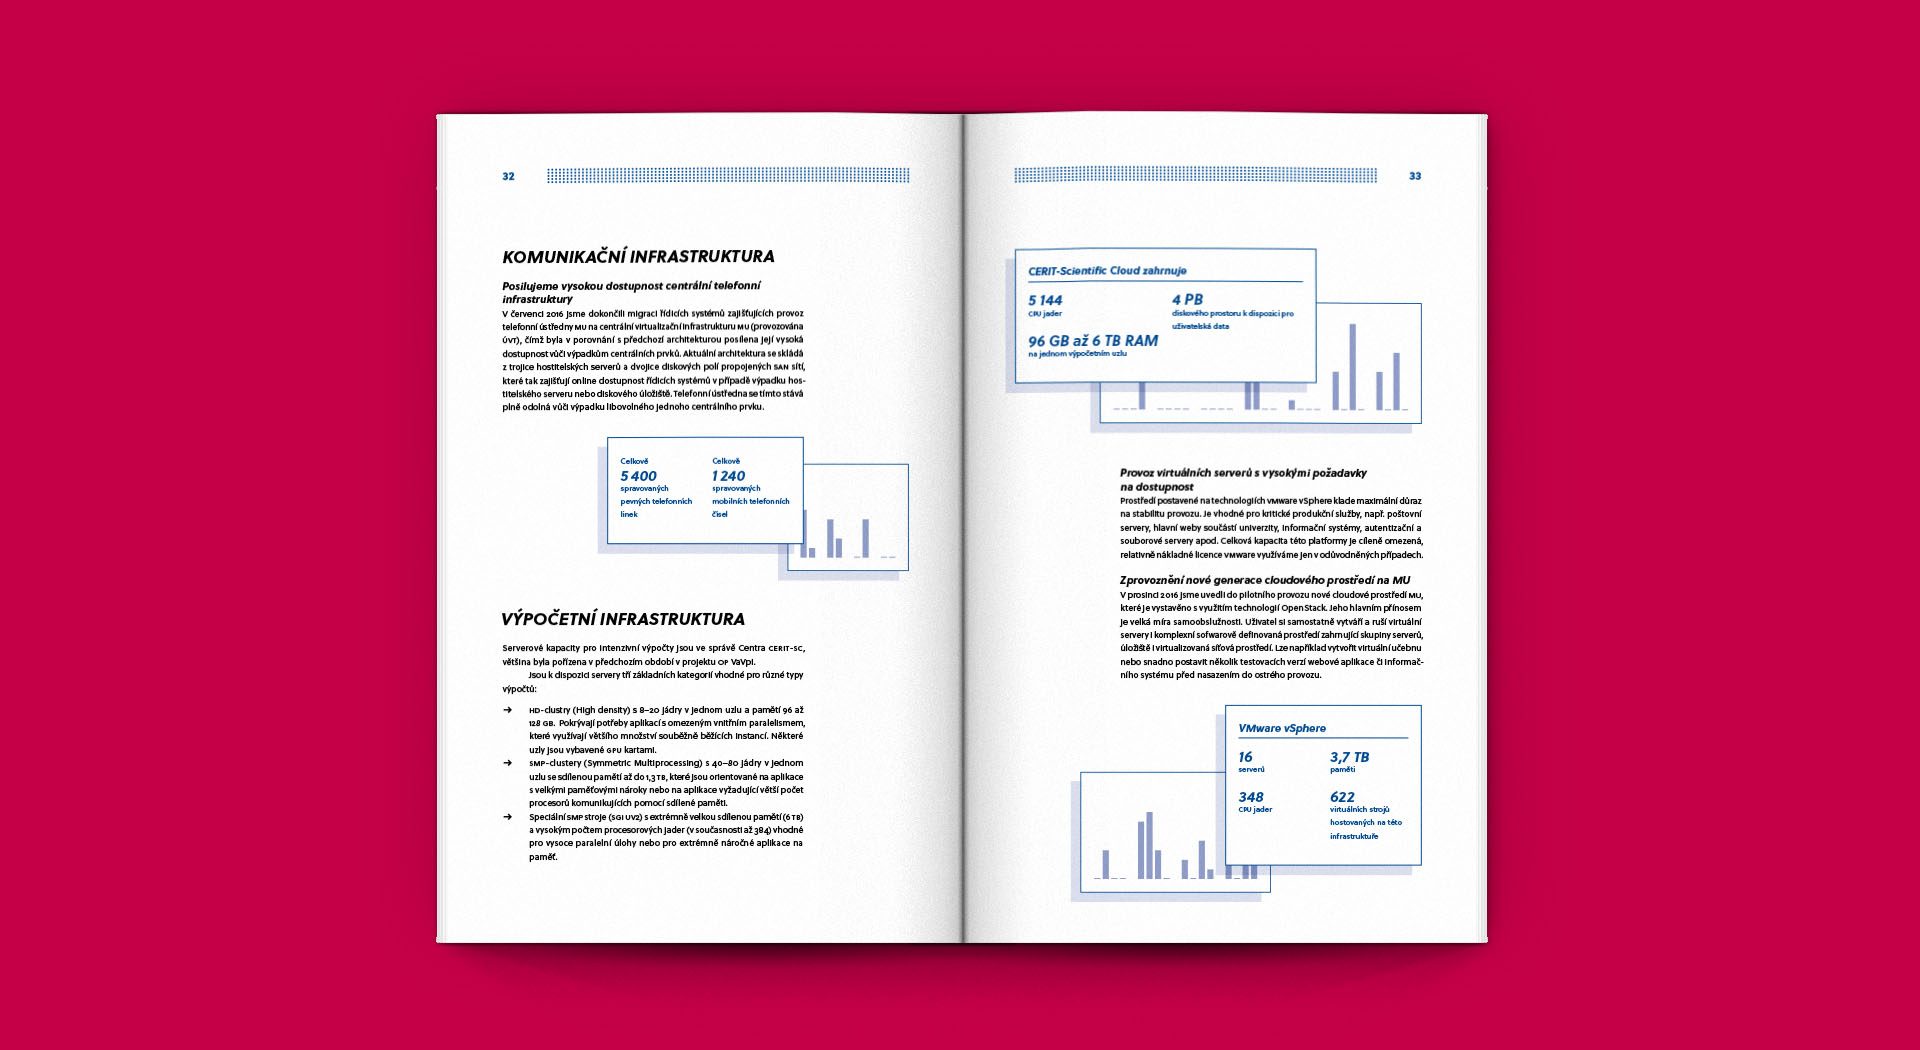 32
KOMUNIKAČNÍ INFRASTRUKTURA
Posilujeme vysokou dostupnost centrální telefonní
infrastruktury
V červenci 2016 jsme dokončili migraci řídicích systémů zajišťujících provoz
telefonní ústředny MU na centrální virtualizační infrastrukturu MU (provozována
ÚVT), čímž byla v porovnání s předchozí architekturou posílena její vysoká
dostupnost vůči výpadkům centrálních prvků. Aktuální architektura se skládá
z trojice hostitelských serverů a dvojice diskových polí propojených SAN sítí,
které tak zajišťují online dostupnost řídicích systémů v případě výpadku hos-
titelského serveru nebo diskového úložiště. Telefonní ústředna se tímto stává
plně odolná vůči výpadku libovolného jednoho centrálního prvku.
Celkově
5 400
spravovaných
pevných telefonních
linek
Celkově
1 240
spravovaných
mobilních telefonních
čísel
VÝPOČETNÍ INFRASTRUKTURA
Serverové kapacity pro intenzivní výpočty jsou ve správě Centra CERIT-SC,
většina byla pořízena v předchozím období v projektu OP VaVpI.
Jsou k dispozici servery tří základních kategorií vhodné pro různé typy
výpočtů:
→ HD-clustry (High density) s 8–20 jádry v jednom uzlu a pamětí 96 až
128 GB. Pokrývají potřeby aplikací s omezeným vnitřním paralelismem,
které využívají většího množství souběžně běžících instancí. Některé
uzly jsou vybavené GPU kartami.
→ SMP-clustery (Symmetric Multiprocessing) s 40–80 jádry v jednom
uzlu se sdílenou pamětí až do 1,3 TB, které jsou orientované na aplikace
s velkými paměťovými nároky nebo na aplikace vyžadující větší počet
procesorů komunikujících pomocí sdílené paměti.
→ Speciální SMP stroje (SGI UV2) s extrémně velkou sdílenou pamětí (6 TB)
a vysokým počtem procesorových jader (v současnosti až 384) vhodné
pro vysoce paralelní úlohy nebo pro extrémně náročné aplikace na
paměť.
33
CERIT-Scientific Cloud zahrnuje
5 144
CPU jader
4 PB
diskového prostoru k dispozici pro
uživatelská data
96 GB až 6 TB RAM
na jednom výpočetním uzlu
Provoz virtuálních serverů s vysokými požadavky
na dostupnost
Prostředí postavené na technologiích VMware vSphere klade maximální důraz
na stabilitu provozu. Je vhodné pro kritické produkční služby, např. poštovní
servery, hlavní weby součástí univerzity, informační systémy, autentizační a
souborové servery apod. Celková kapacita této platformy je cíleně omezená,
relativně nákladné licence VMware využíváme jen v odůvodněných případech.
Zprovoznění nové generace cloudového prostředí na MU
V prosinci 2016 jsme uvedli do pilotního provozu nové cloudové prostředí MU,
které je vystavěno s využitím technologií OpenStack. Jeho hlavním přínosem
je velká míra samoobslužnosti. Uživatel si samostatně vytváří a ruší virtuální
servery i komplexní sofwarově definovaná prostředí zahrnující skupiny serverů,
úložiště i virtualizovaná síťová prostředí. Lze například vytvořit virtuální učebnu
nebo snadno postavit několik testovacích verzí webové aplikace či informač-
ního systému před nasazením do ostrého provozu.
VMware vSphere
16
serverů
3,7 TB
paměti
348
CPU jader
622
virtuálních strojů
hostovaných na této
infrastruktuře